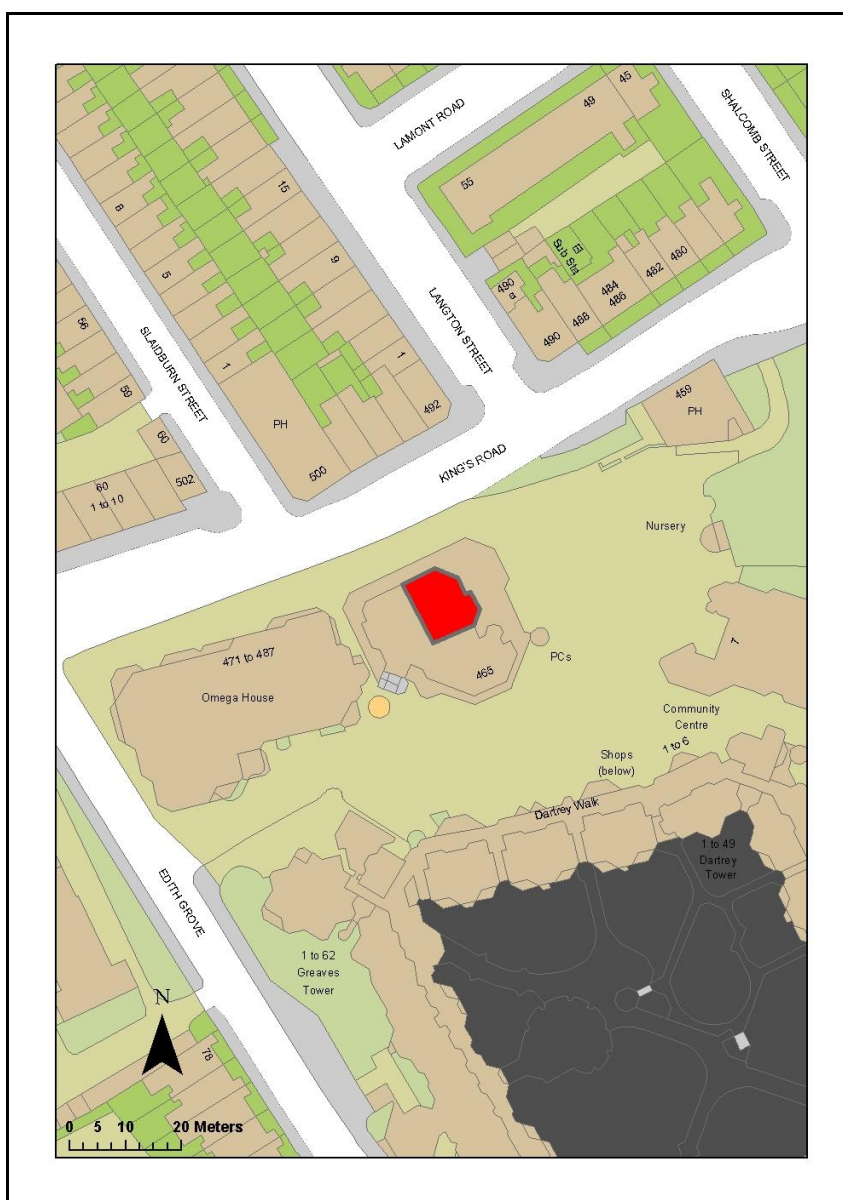 LAMONT ROAD
45
49
SHALCOMB STREET
55
15
8
9
5
El
Sub Sta
480
482
484
486
490
B
488
490
LANGTON STREET
56
SLAIDBURN STREET
1
1
59
492
459
PH
PH
60
500
KING'S ROAD
502
60
1 to 10
Nursery
471 to 487
Omega House
465
PCs
7
Community
Centre
1 to 6
Shops
(below)
Dartrey Walk
1 to 49
Dartrey
Tower
EDITH GROVE
1 to 62
Greaves
Tower
N
78
0 5 10 20 Meters